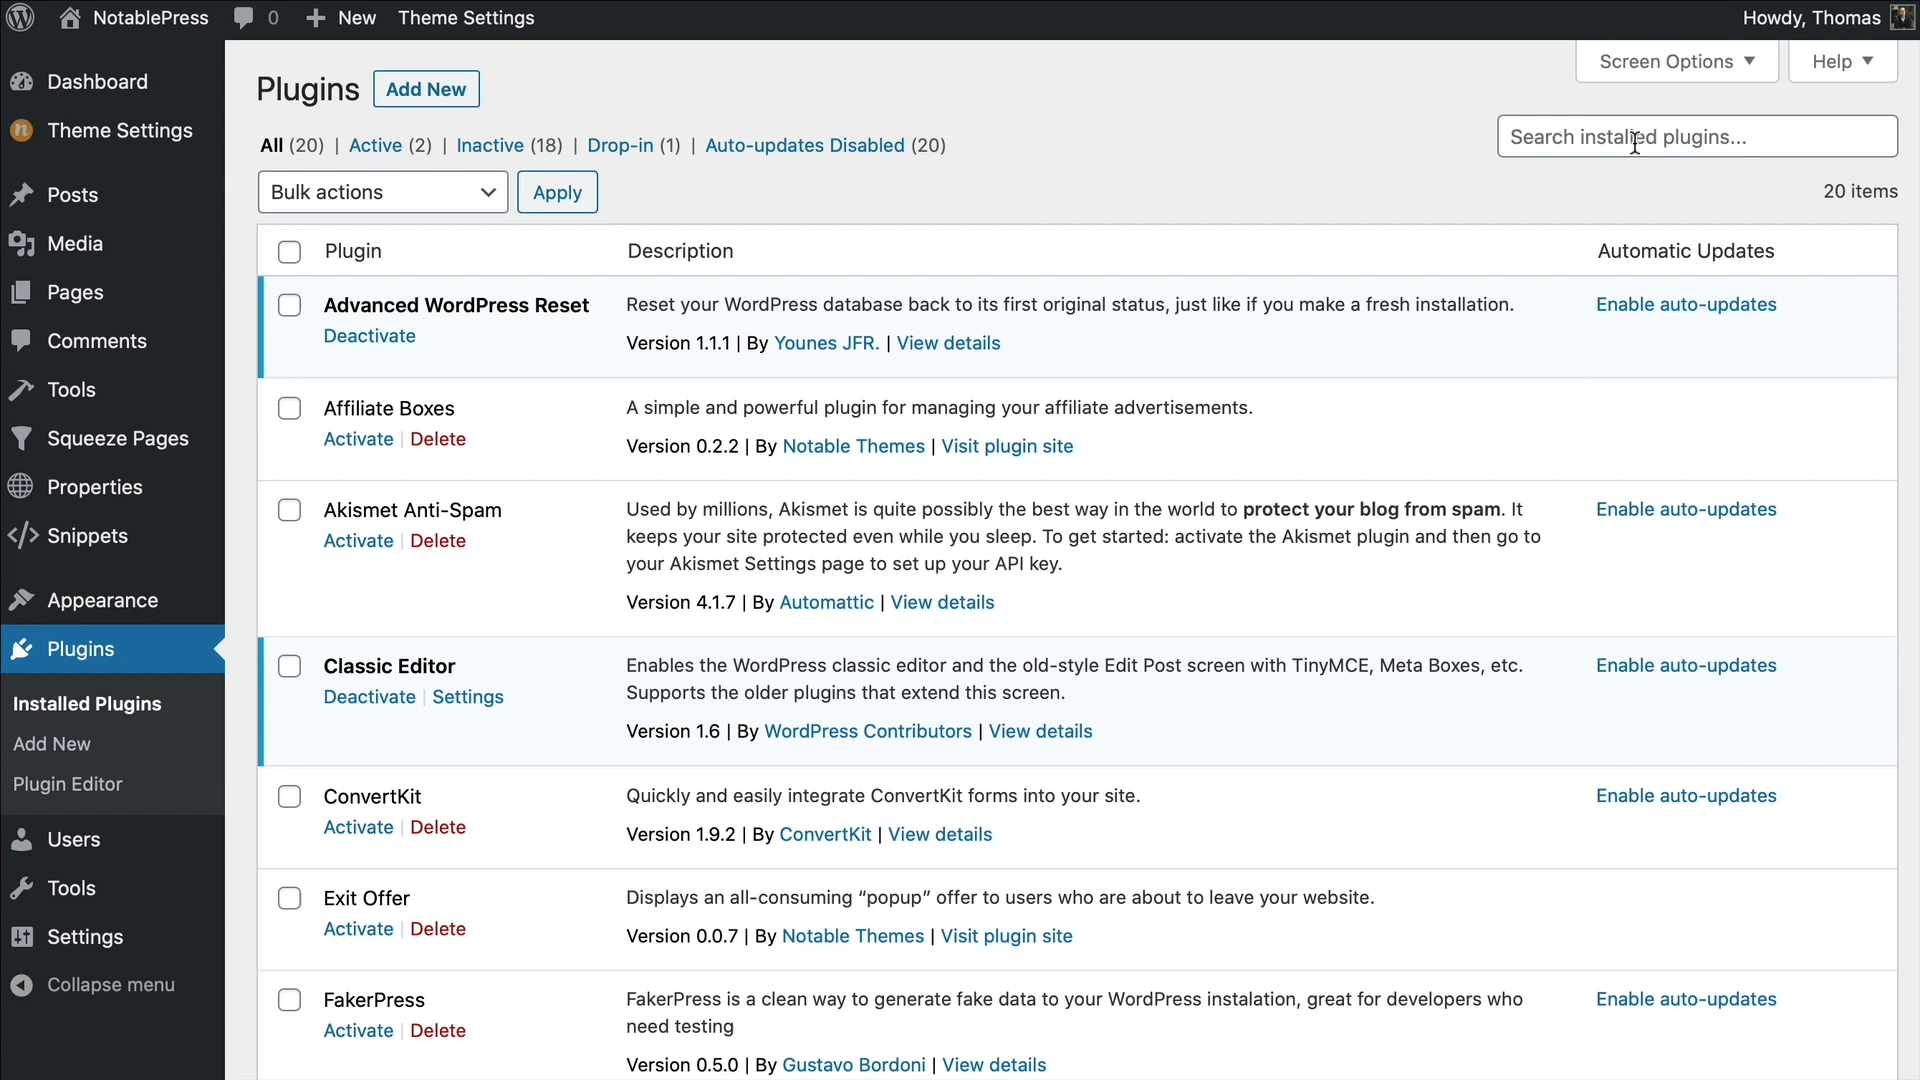 NotablePress 0 New Theme Settings Howdy, Thomas
Dashboard
Theme Settings
Posts
Media
Pages
Comments
Tools
Squeeze Pages
Properties
Snippets
Appearance
Plugins
Installed Plugins
Add New
Plugin Editor
Users
Tools
Settings
Collapse menu
Screen Options Help
Plugins Add New
All (20) | Active (2) | Inactive (18) | Drop-in (1) | Auto-updates Disabled (20)
Search installed plugins...
Bulk actions Apply
20 items
Plugin Description Automatic Updates
Advanced WordPress Reset
Deactivate
Reset your WordPress database back to its first original status, just like if you make a fresh installation.
Version 1.1.1 | By Younes JFR. | View details
Enable auto-updates
Affiliate Boxes
Activate | Delete
A simple and powerful plugin for managing your affiliate advertisements.
Version 0.2.2 | By Notable Themes | Visit plugin site
Akismet Anti-Spam
Activate | Delete
Used by millions, Akismet is quite possibly the best way in the world to protect your blog from spam. It
keeps your site protected even while you sleep. To get started: activate the Akismet plugin and then go to
your Akismet Settings page to set up your API key.
Version 4.1.7 | By Automattic | View details
Enable auto-updates
Classic Editor
Deactivate | Settings
Enables the WordPress classic editor and the old-style Edit Post screen with TinyMCE, Meta Boxes, etc.
Supports the older plugins that extend this screen.
Version 1.6 | By WordPress Contributors | View details
Enable auto-updates
ConvertKit
Activate | Delete
Quickly and easily integrate ConvertKit forms into your site.
Version 1.9.2 | By ConvertKit | View details
Enable auto-updates
Exit Offer
Activate | Delete
Displays an all-consuming “popup” offer to users who are about to leave your website.
Version 0.0.7 | By Notable Themes | Visit plugin site
FakerPress
Activate | Delete
FakerPress is a clean way to generate fake data to your WordPress instalation, great for developers who
need testing
Version 0.5.0 | By Gustavo Bordoni | View details
Enable auto-updates